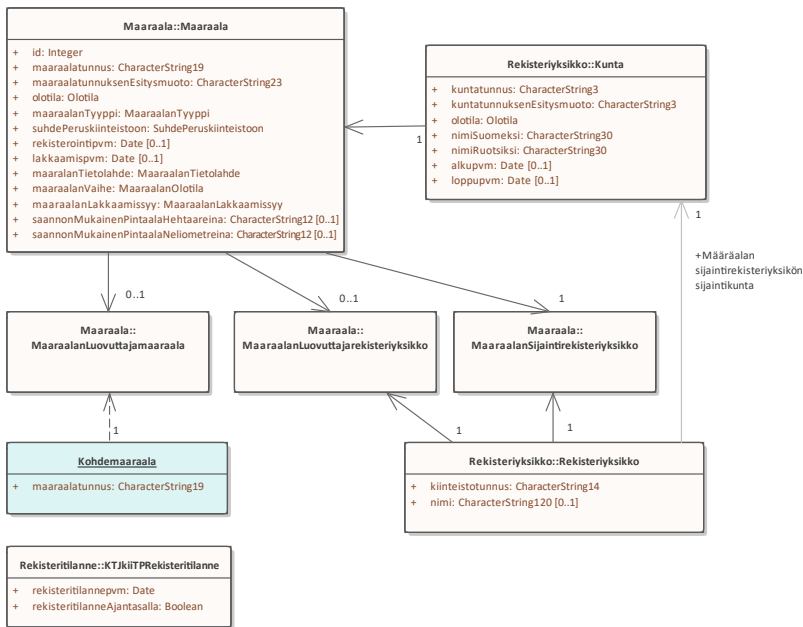 Maaraala::Maaraala
+ id: Integer
+ maaraalatunnus: CharacterString19
+ maaraalatunnuksenEsitysmuoto: CharacterString23
+ olotila: Olotila
+ maaraalanTyyppi: MaaraalanTyyppi
+ suhdePeruskiinteistoon: SuhdePeruskiinteistoon
+ rekisterointipvm: Date [0..1]
+ lakkaamispvm: Date [0..1]
+ maaralanTietolahde: MaaraalanTietolahde
+ maaraalanVaihe: MaaraalanOlotila
+ maaraalanLakkaamissyy: MaaraalanLakkaamissyy
+ saannonMukainenPintaalaHehtaareina: CharacterString12 [0..1]
+ saannonMukainenPintaalaNeliometreina: CharacterString12 [0..1]
Rekisteriyksikko::Kunta
+ kuntatunnus: CharacterString3
+ kuntatunnuksenEsitysmuoto: CharacterString3
+ olotila: Olotila
+ nimiSuomeksi: CharacterString30
+ nimiRuotsiksi: CharacterString30
+ alkupvm: Date [0..1]
+ loppupvm: Date [0..1]
1
1
+Määräalan
sijaintirekisteriyksikön
sijaintikunta
0..1
0..1
1
Maaraala::
MaaraalanLuovuttajamaaraala
Maaraala::
MaaraalanLuovuttajarekisteriyksikko
Maaraala::
MaaraalanSijaintirekisteriyksikko
1
1
1
Kohdemaaraala
+ maaraalatunnus: CharacterString19
Rekisteriyksikko::Rekisteriyksikko
+ kiinteistotunnus: CharacterString14
+ nimi: CharacterString120 [0..1]
Rekisteritilanne::KTJkiiTPRekisteritilanne
+ rekisteritilannepvm: Date
+ rekisteritilanneAjantasalla: Boolean